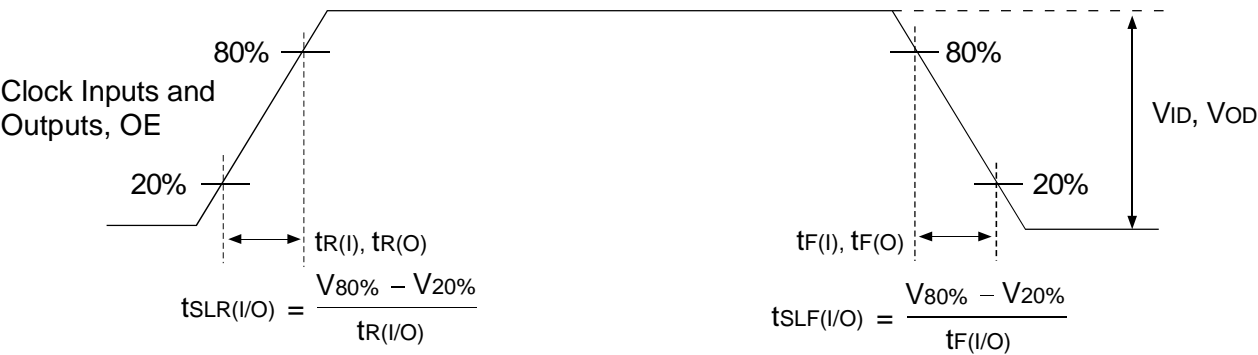 80%
80%
Clock Inputs and
Outputs, OE
VID, VOD
20%
20%
tR(I), tR(O)
tF(I), tF(O)
tSLR(I/O) = V80% – V20%
tR(I/O)
tSLF(I/O) = V80% – V20%
tF(I/O)